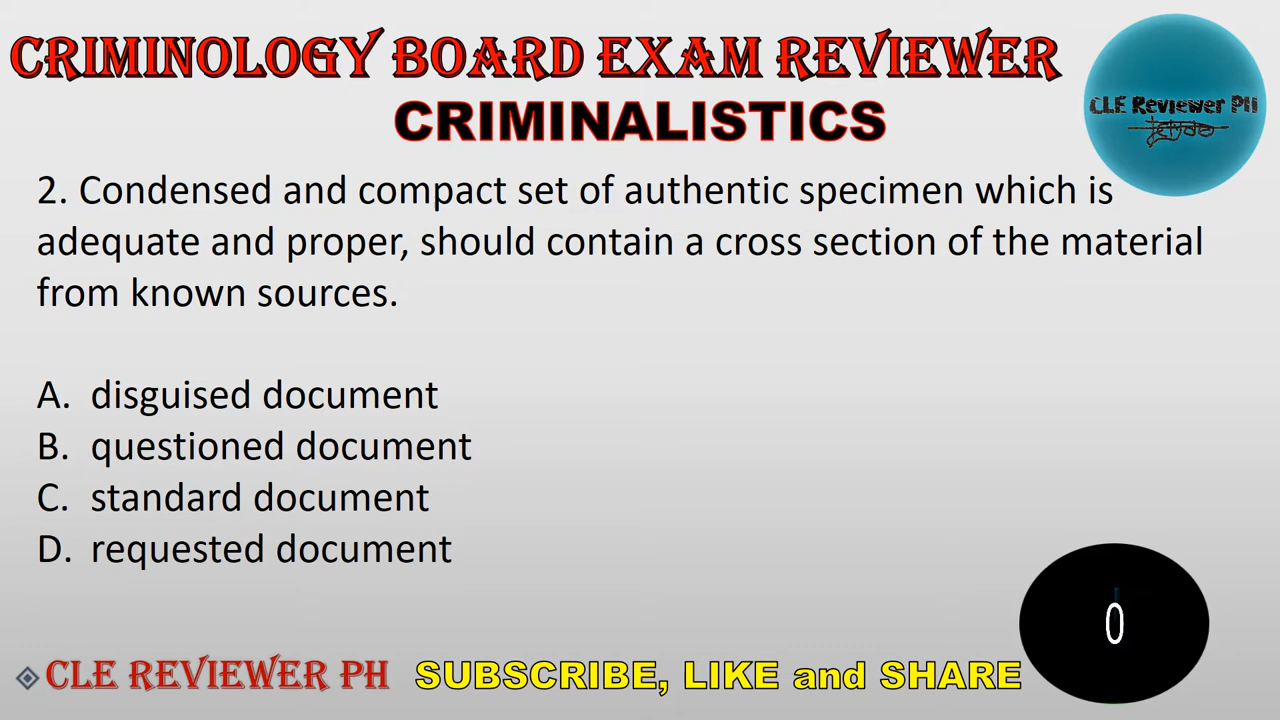 CRIMINOLOGY BOARD EXAM REVIEWER
CRIMINALISTICS
CLE Reviewer PH
2. Condensed and compact set of authentic specimen which is
adequate and proper, should contain a cross section of the material
from known sources.
A. disguised document
B. questioned document
C. standard document
D. requested document
0
CLE REVIEWER PH SUBSCRIBE, LIKE and SHARE